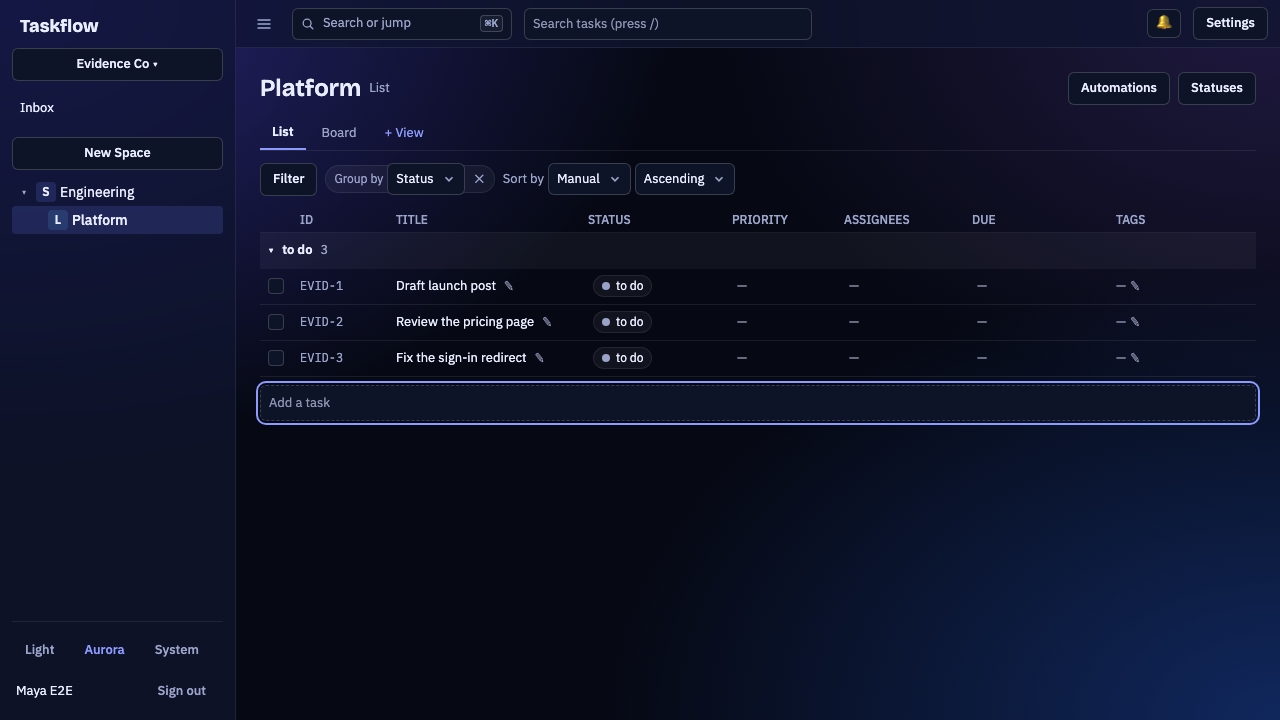 Taskflow
Search or jump ⌘K
Search tasks (press /)
Settings
Evidence Co ▾
Inbox
New Space
▾ S Engineering
L Platform
Platform List
Automations
Statuses
List Board + View
Filter Group by Status Sort by Manual Ascending
ID TITLE STATUS PRIORITY ASSIGNEES DUE TAGS
▾ to do 3
EVID-1 Draft launch post ✎ to do — — — — ✎
EVID-2 Review the pricing page ✎ to do — — — — ✎
EVID-3 Fix the sign-in redirect ✎ to do — — — — ✎
Add a task
Light Aurora System
Maya E2E Sign out